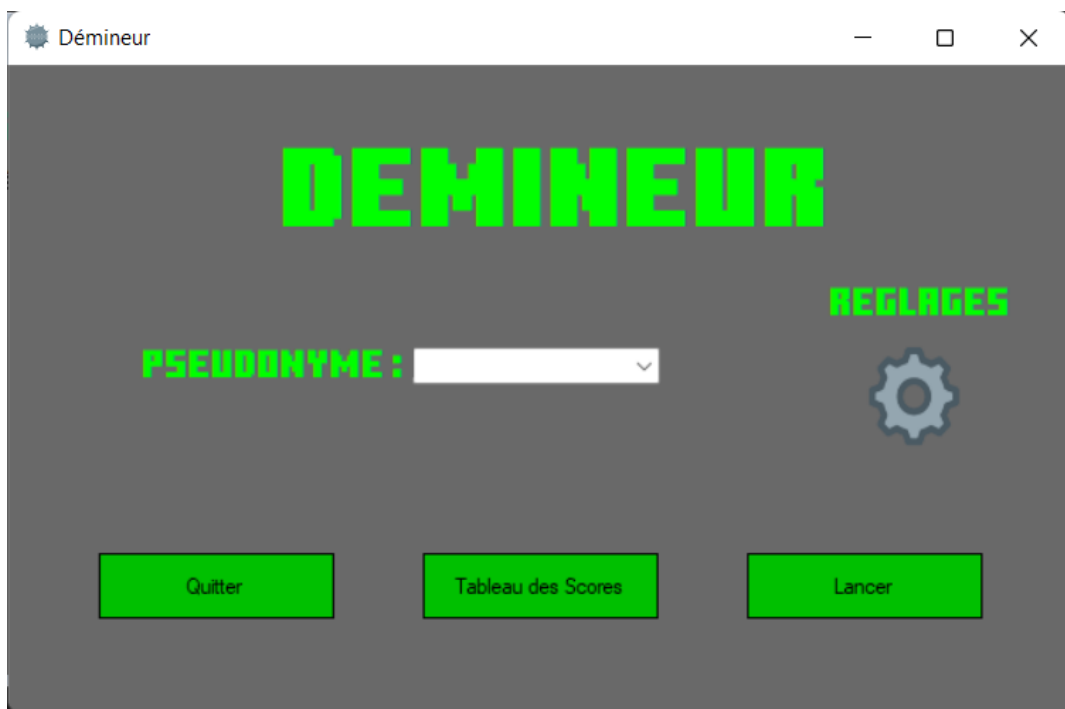 Démineur
DEMINEUR
REGLAGES
PSEUDONYME :
Quitter
Tableau des Scores
Lancer